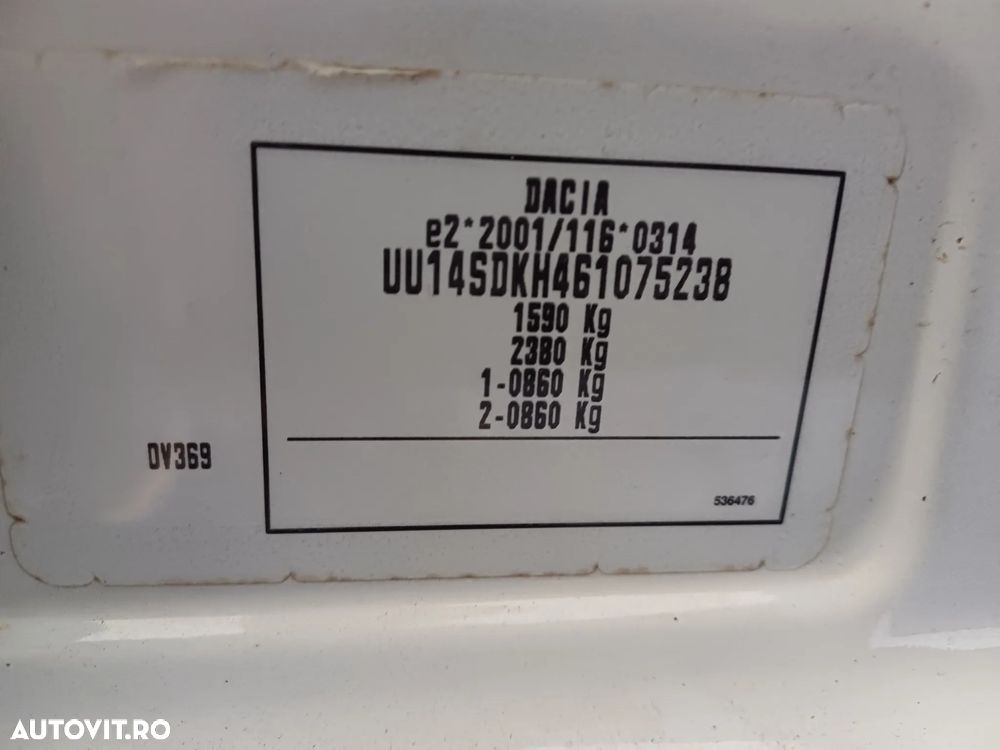 DACIA
e2*2001/116*0314
UU14SDKH461075238
1590 Kg
2380 Kg
1-0860 Kg
2-0860 Kg
DV369
536476
AUTOVIT.RO